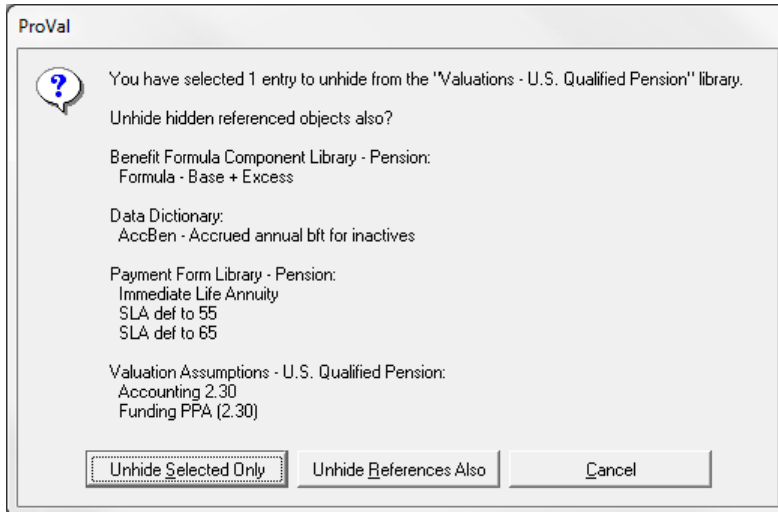 ProVal
You have selected 1 entry to unhide from the "Valuations - U.S. Qualified Pension" library.
Unhide hidden referenced objects also?
Benefit Formula Component Library - Pension:
Formula - Base + Excess
Data Dictionary:
AccBen - Accrued annual bft for inactives
Payment Form Library - Pension:
Immediate Life Annuity
SLA def to 55
SLA def to 65
Valuation Assumptions - U.S. Qualified Pension:
Accounting 2.30
Funding PPA (2.30)
Unhide Selected Only
Unhide References Also
Cancel